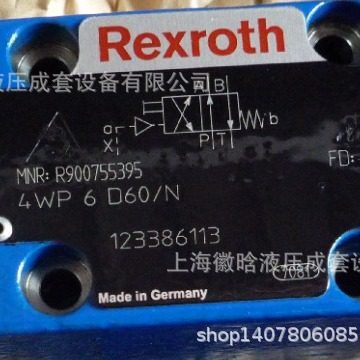 Rexroth
液压成套设备有限公司
A B
a
X
b
P T
MNR: R900755395
FD:
4WP 6 D60/N
123386113
上海徽晗液压成套设
7081
Made in Germany
shop1407806085